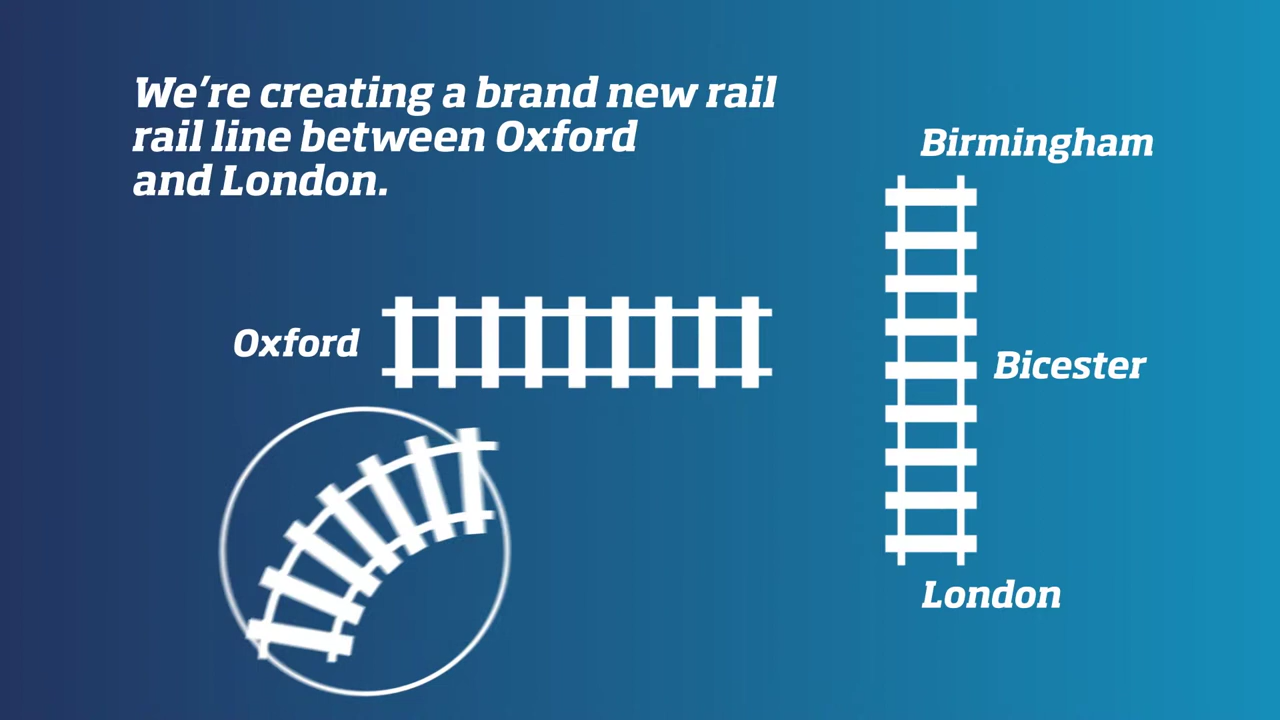 We're creating a brand new rail
rail line between Oxford
and London.
Birmingham
Oxford
Bicester
London